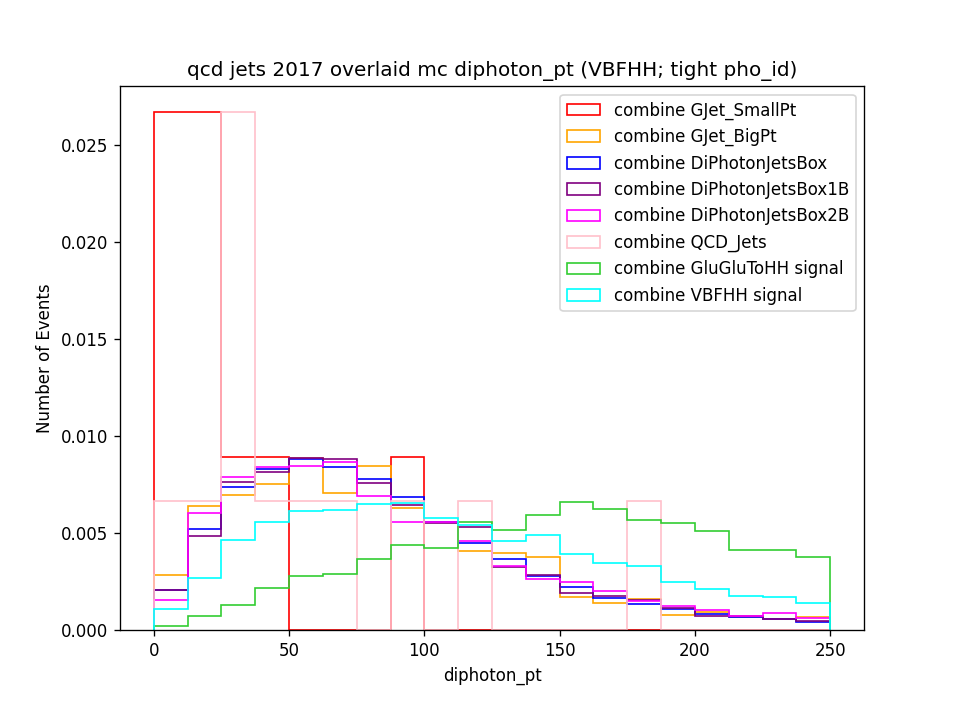 qcd jets 2017 overlaid mc diphoton_pt (VBFHH; tight pho_id)
combine GJet_SmallPt
combine GJet_BigPt
combine DiPhotonJetsBox
combine DiPhotonJetsBox1B
combine DiPhotonJetsBox2B
combine QCD_Jets
combine GluGluToHH signal
combine VBFHH signal
Number of Events
0.025
0.020
0.015
0.010
0.005
0.000
0 50 100 150 200 250
diphoton_pt